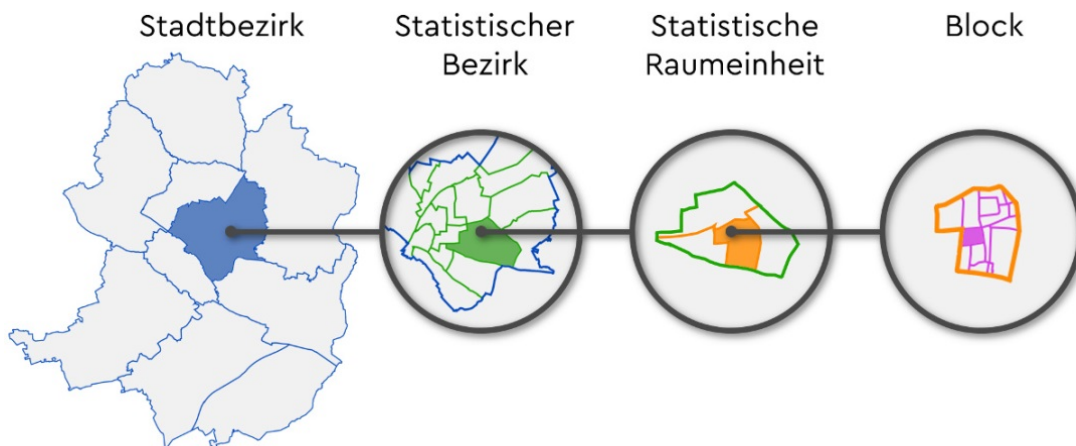 Stadtbezirk
Statistischer
Bezirk
Statistische
Raumeinheit
Block